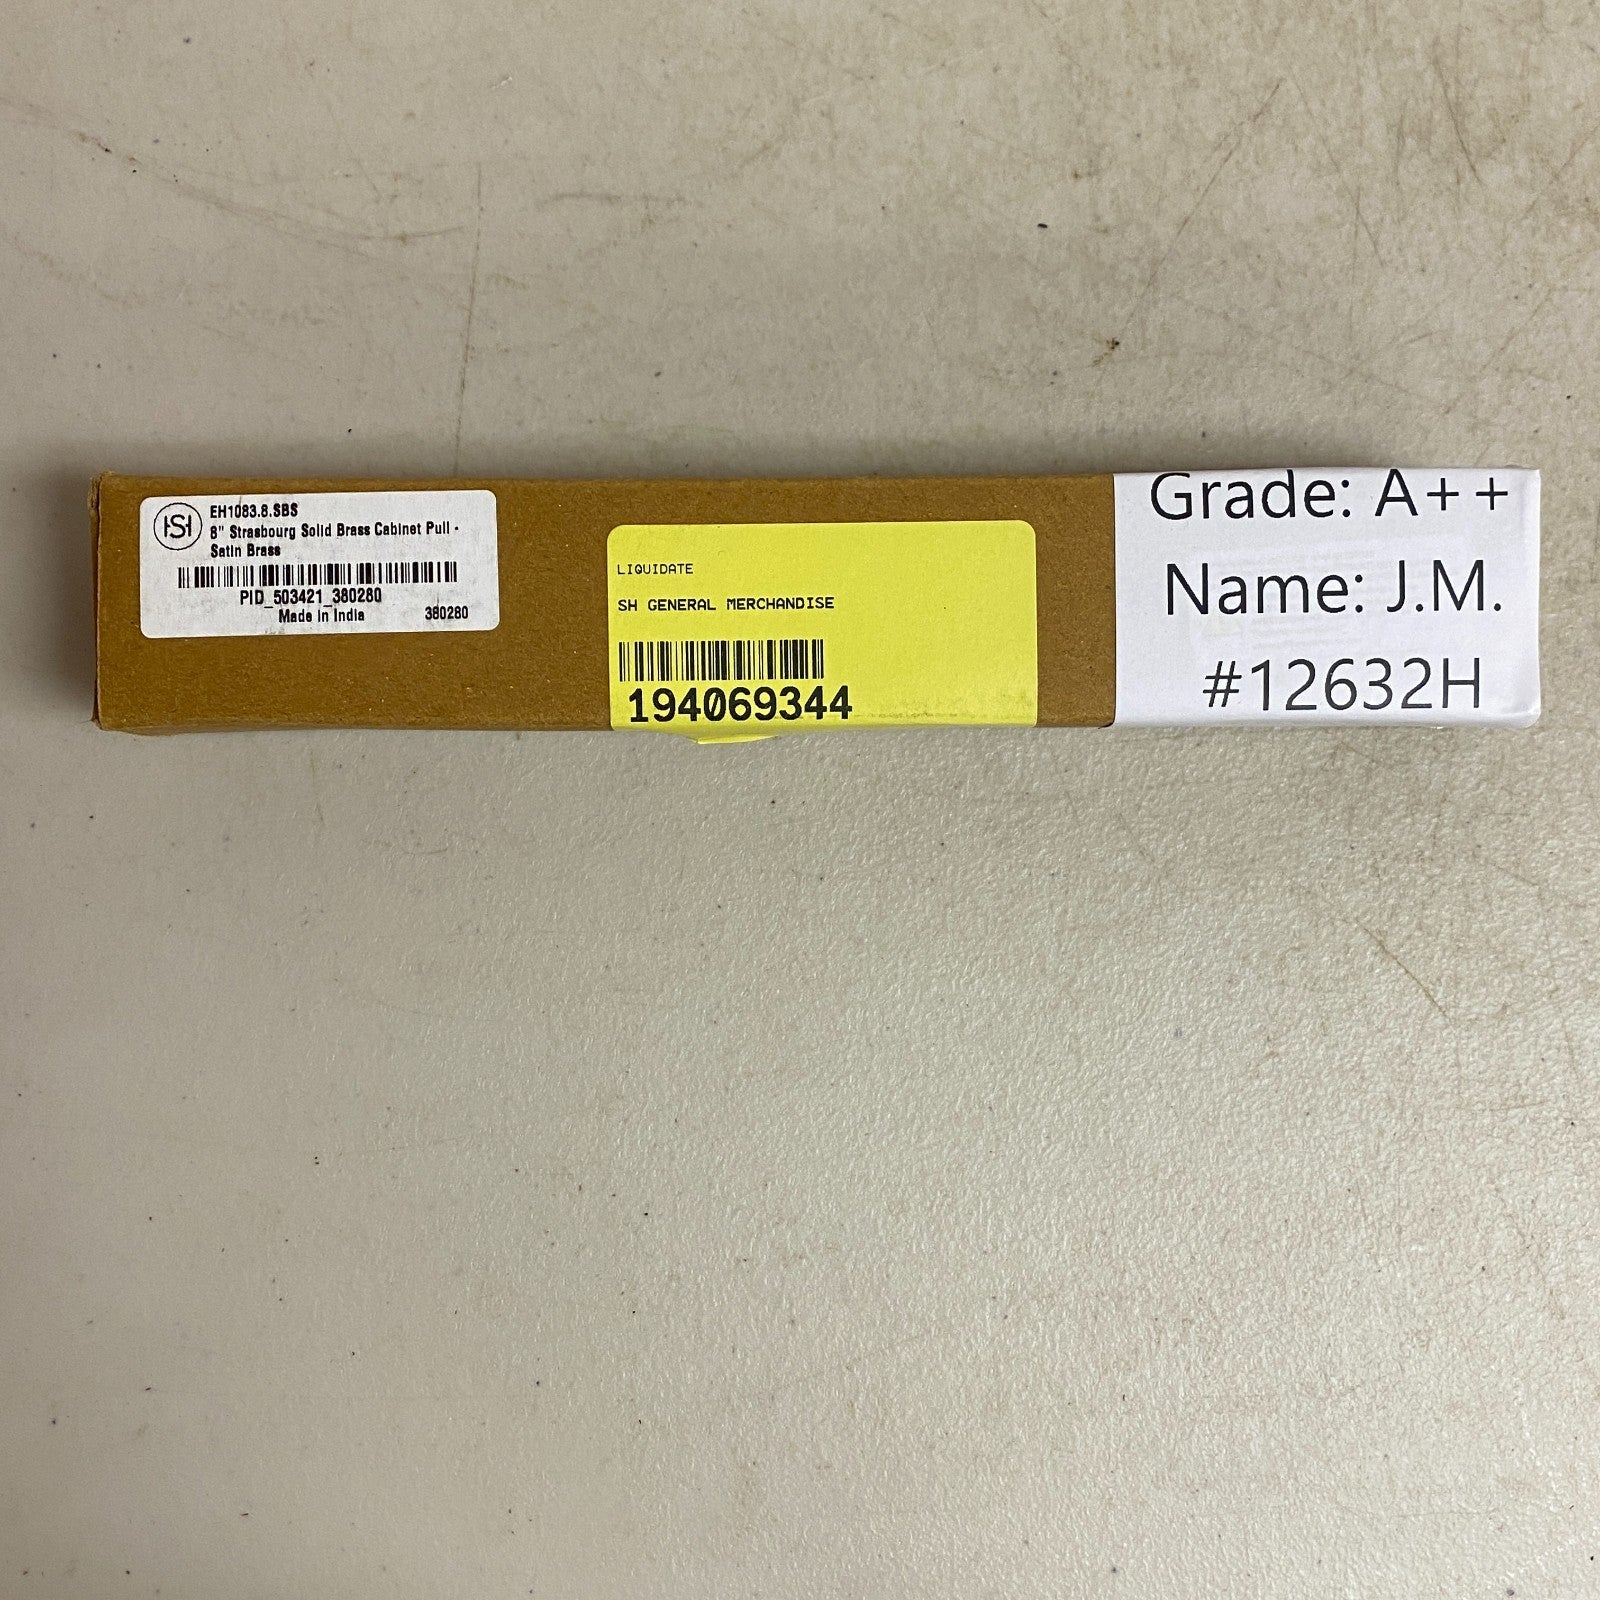 HSH
EH1083.8.SBS
8" Strasbourg Solid Brass Cabinet Pull -
Satin Brass
PID_503421_380280
Made in India 380280
LIQUIDATE
SH GENERAL MERCHANDISE
194069344
Grade: A++
Name: J.M.
#12632H